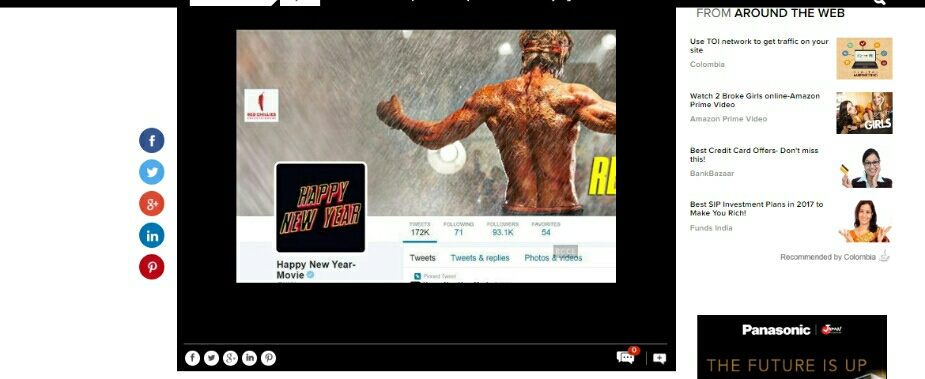 FROM AROUND THE WEB
Use TOI network to get traffic on your
site
Colombia
Watch 2 Broke Girls online-Amazon
Prime Video
Amazon Prime Video
GIRLS
Best Credit Card Offers- Don't miss
this!
BankBazaar
Best SIP Investment Plans in 2017 to
Make You Rich!
Funds India
Recommended by Colombia
Panasonic
THE FUTURE IS UP
RED CHILLIES
ENTERTAINMENT
HAPPY
NEW YEAR
RE
TWEETS FOLLOWING FOLLOWERS FAVORITES
172K 71 93.1K 54
Tweets Tweets & replies Photos & videos
Happy New Year-
Movie
Pinned Tweet
f
g+
in
f
g+
in
0